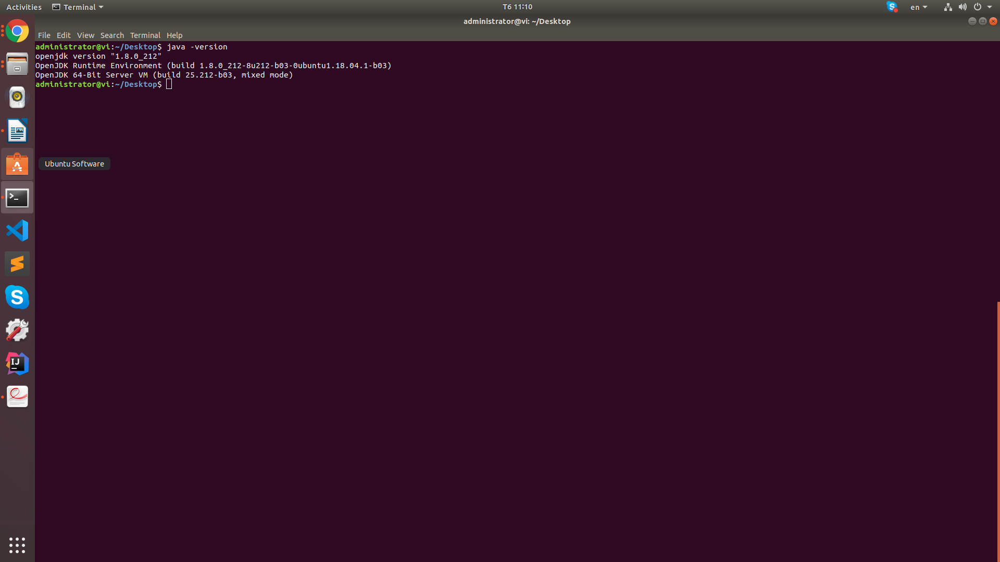 Activities Terminal T6 11:10 en
administrator@vi: ~/Desktop
File Edit View Search Terminal Help
administrator@vi:~/Desktop$ java -version
openjdk version "1.8.0_212"
OpenJDK Runtime Environment (build 1.8.0_212-8u212-b03-0ubuntu1.18.04.1-b03)
OpenJDK 64-Bit Server VM (build 25.212-b03, mixed mode)
administrator@vi:~/Desktop$
Ubuntu Software